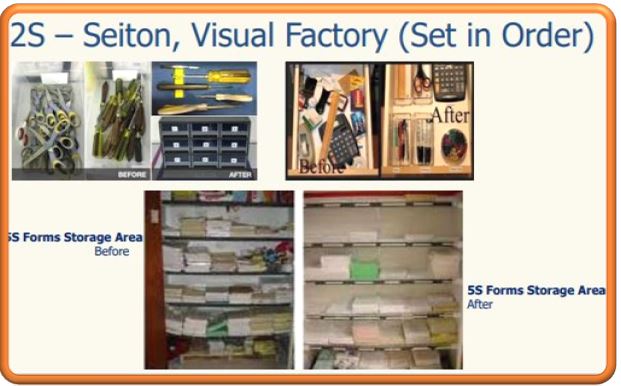 2S – Seiton, Visual Factory (Set in Order)
BEFORE
AFTER
Before
After
5S Forms Storage Area
Before
5S Forms Storage Area
After